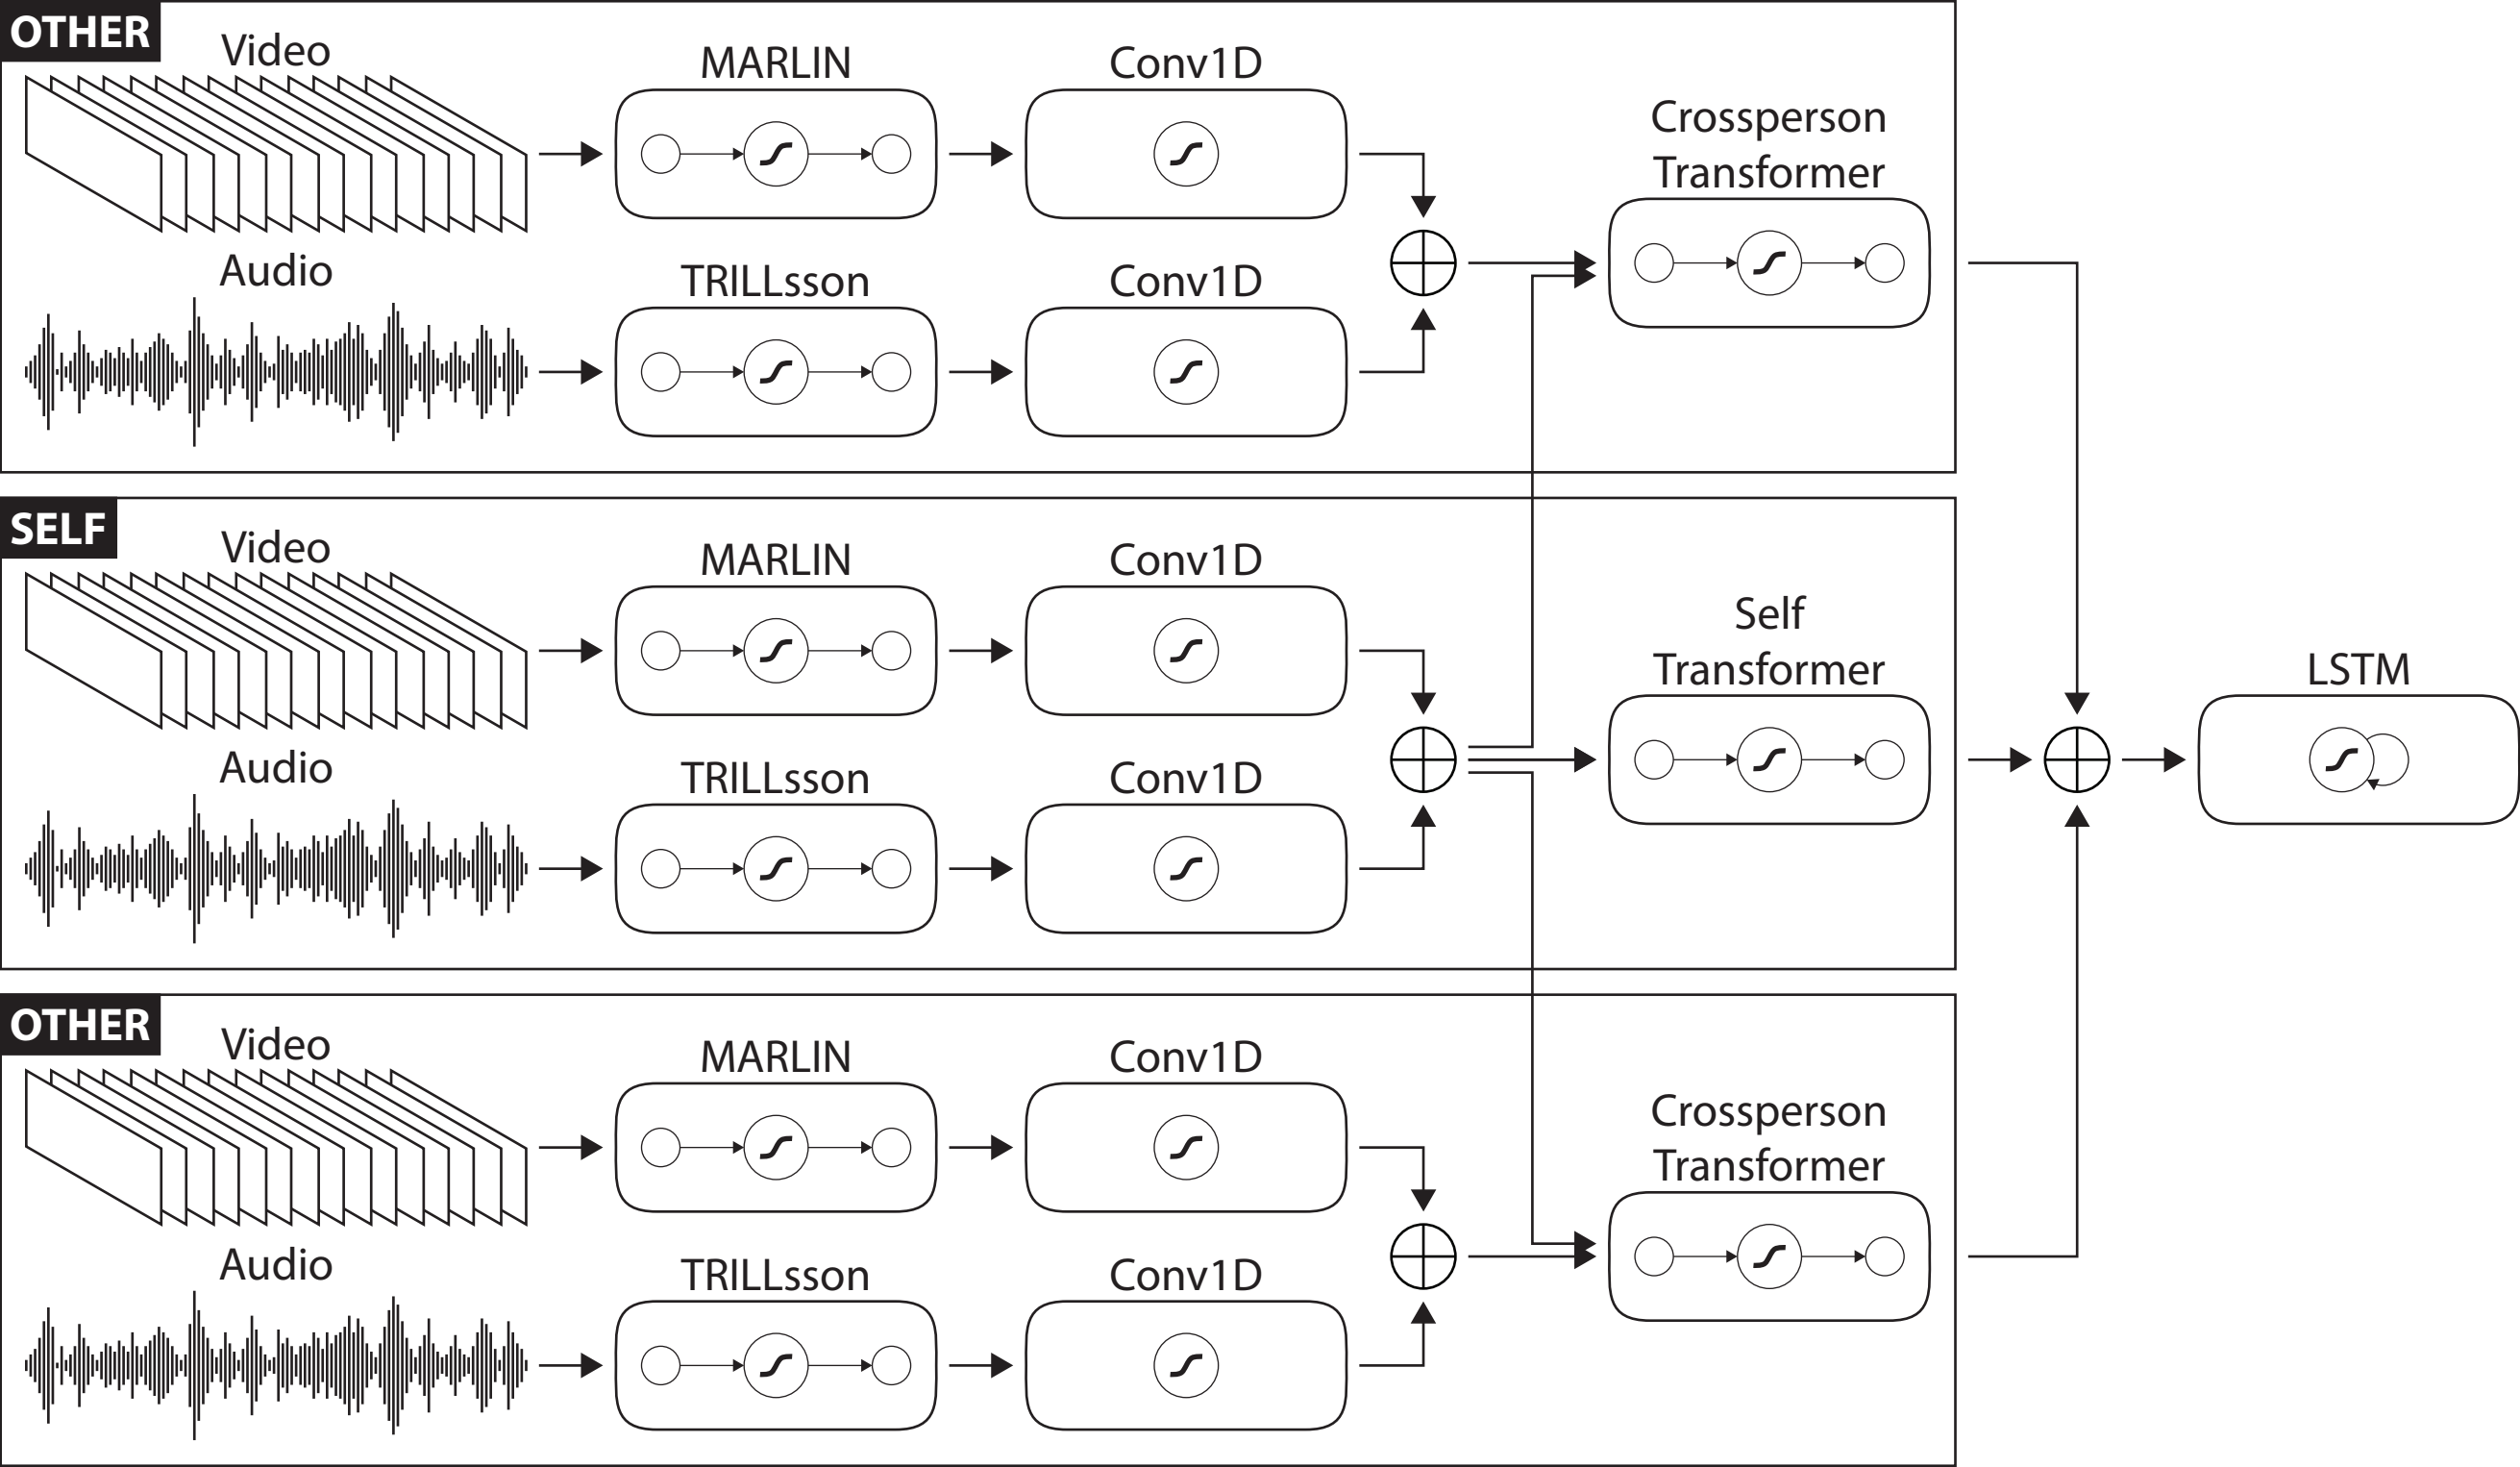 OTHER
Video
MARLIN
Conv1D
Crossperson
Transformer
Audio
TRILLsson
Conv1D
SELF
Video
MARLIN
Conv1D
Self
Transformer
LSTM
Audio
TRILLsson
Conv1D
OTHER
Video
MARLIN
Conv1D
Crossperson
Transformer
Audio
TRILLsson
Conv1D